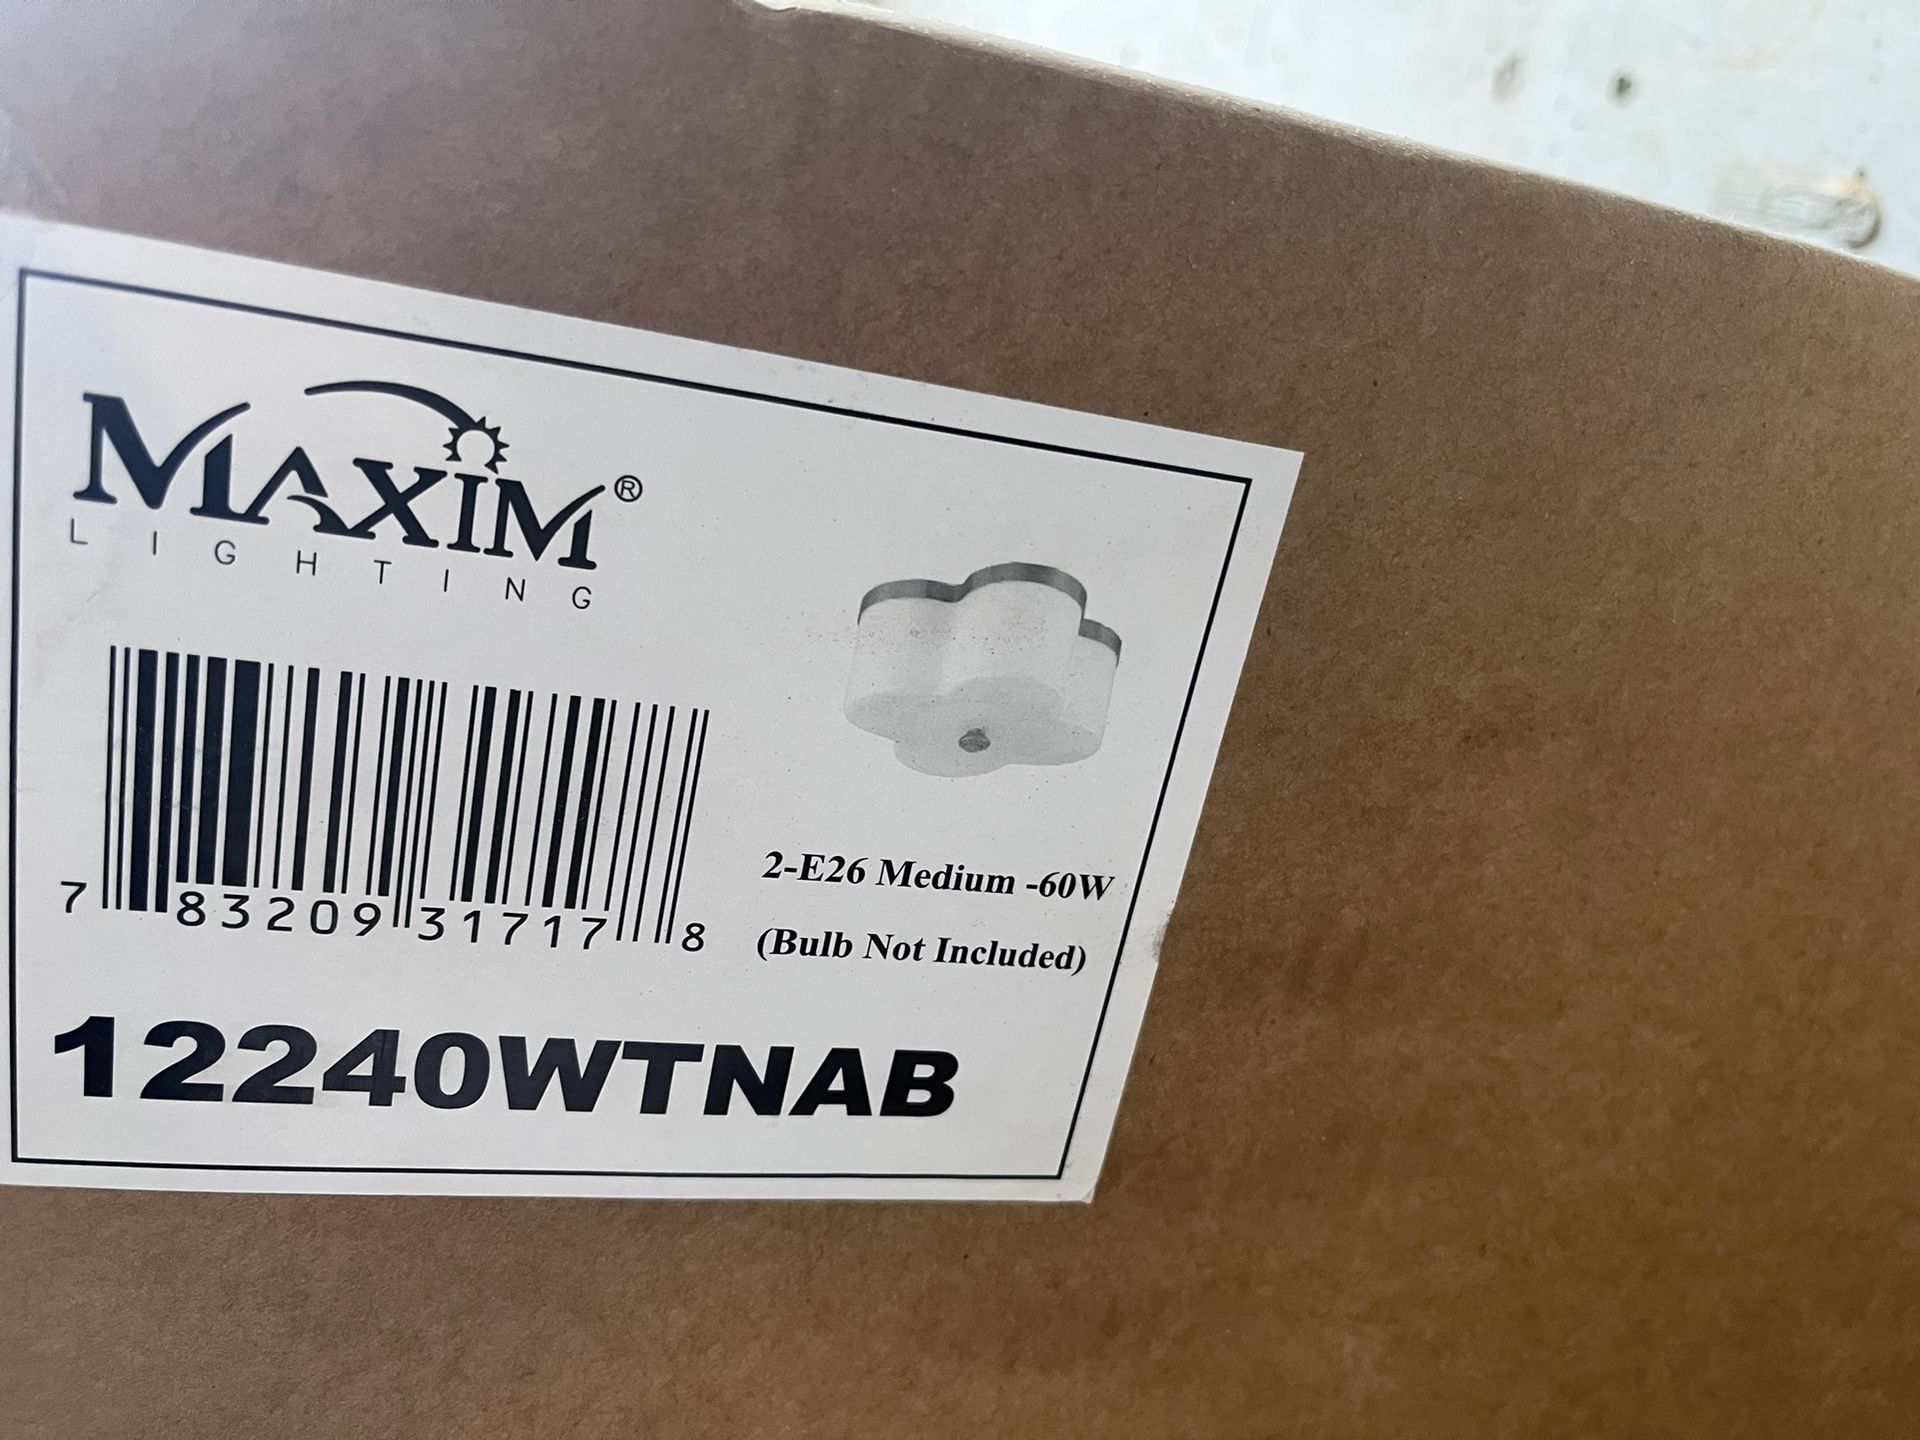 MAXIM®
LIGHTING
7 83209 31717 8
2-E26 Medium -60W
(Bulb Not Included)
12240WTNAB